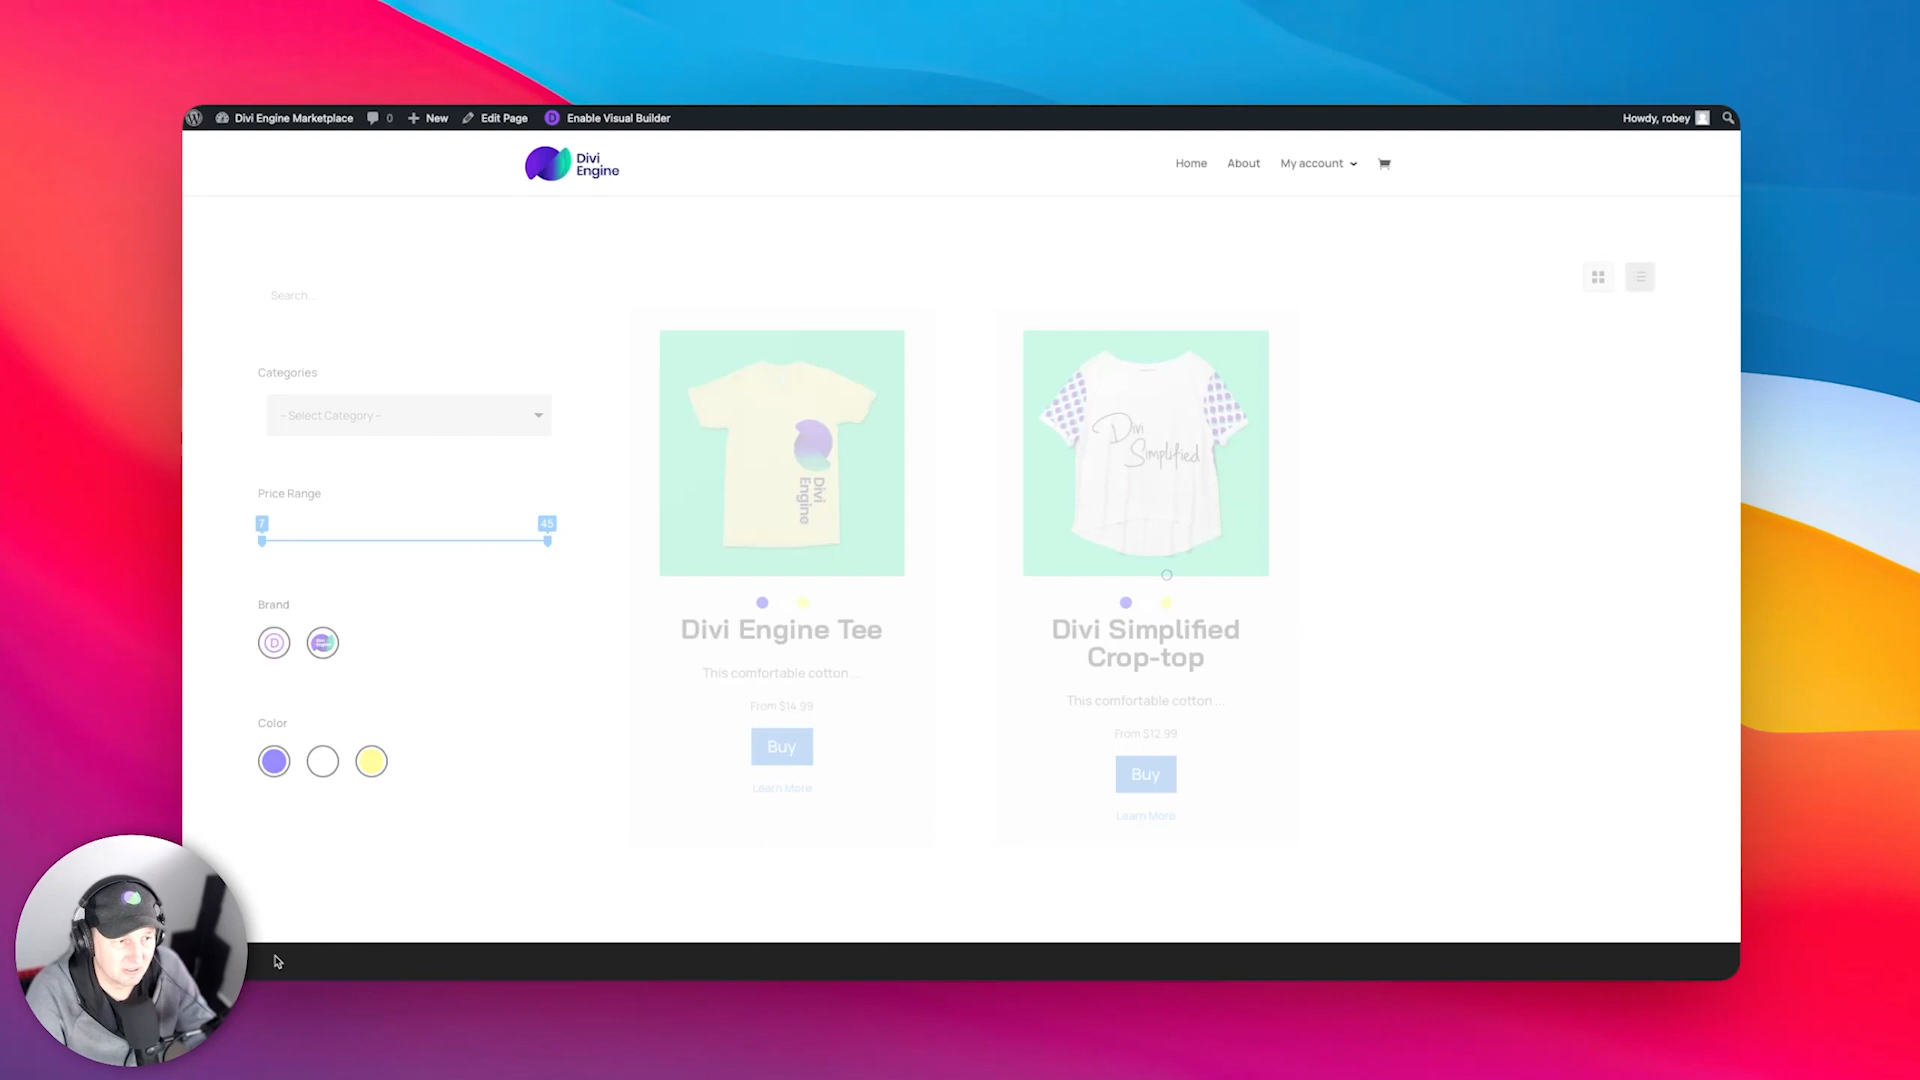 Divi Engine Marketplace 0 New Edit Page D Enable Visual Builder Howdy, robey
Divi
Engine
Home About My account
Search...
Categories
– Select Category –
Price Range
7 45
Brand
D
Color
Divi
Engine
Divi
Simplified
Divi Engine Tee
This comfortable cotton ...
From $14.99
Buy
Learn More
Divi Simplified
Crop-top
This comfortable cotton ...
From $12.99
Buy
Learn More